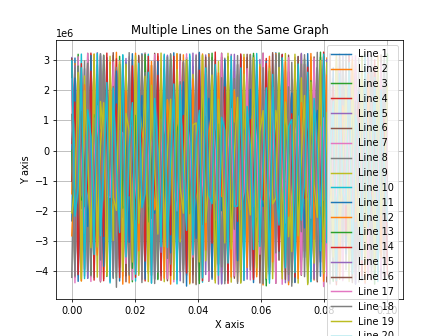 Multiple Lines on the Same Graph
1e6
3
2
1
0
−1
−2
−3
−4
Y axis
0.00
0.02
0.04
0.06
X axis
Line 1
Line 2
Line 3
Line 4
Line 5
Line 6
Line 7
Line 8
Line 9
Line 10
Line 11
Line 12
Line 13
Line 14
Line 15
Line 16
Line 17
Line 18
Line 19
Line 20